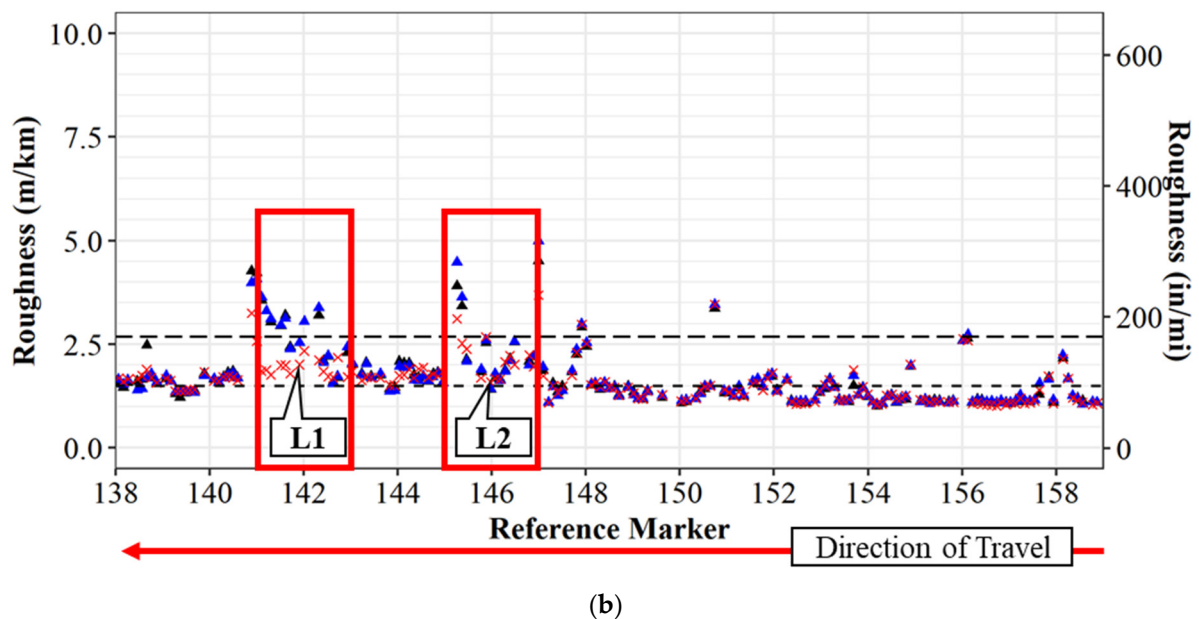 10.0
7.5
5.0
2.5
0.0
Roughness (m/km)
600
400
200
0
Roughness (in/mi)
L1
L2
138 140 142 144 146 148 150 152 154 156 158
Reference Marker
Direction of Travel
(b)